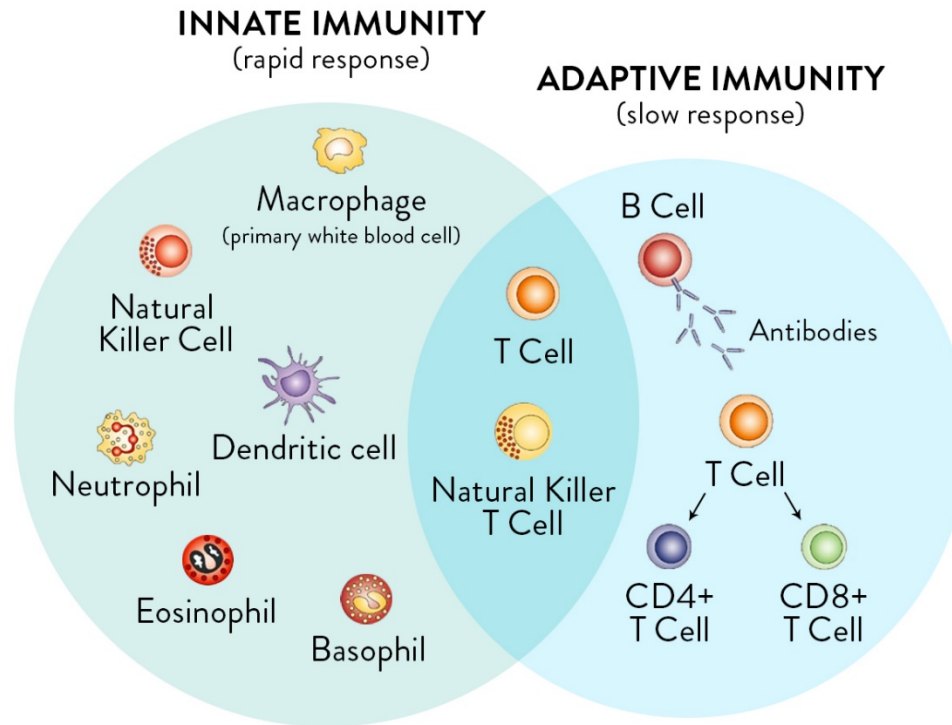 INNATE IMMUNITY
(rapid response)
ADAPTIVE IMMUNITY
(slow response)
Macrophage
(primary white blood cell)
Natural
Killer Cell
Dendritic cell
Neutrophil
Eosinophil
Basophil
T Cell
Natural Killer
T Cell
B Cell
Antibodies
T Cell
CD4+
T Cell
CD8+
T Cell